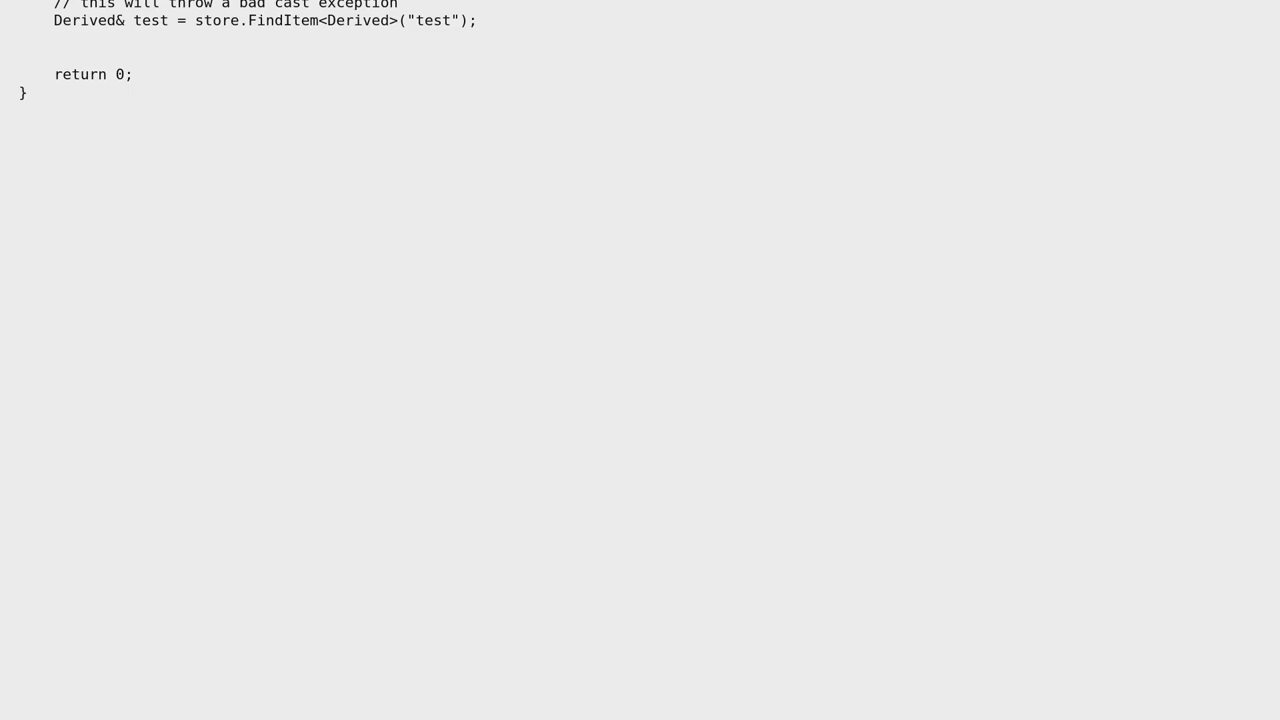 // this will throw a bad cast exception
Derived& test = store.FindItem<Derived>("test");
return 0;
}